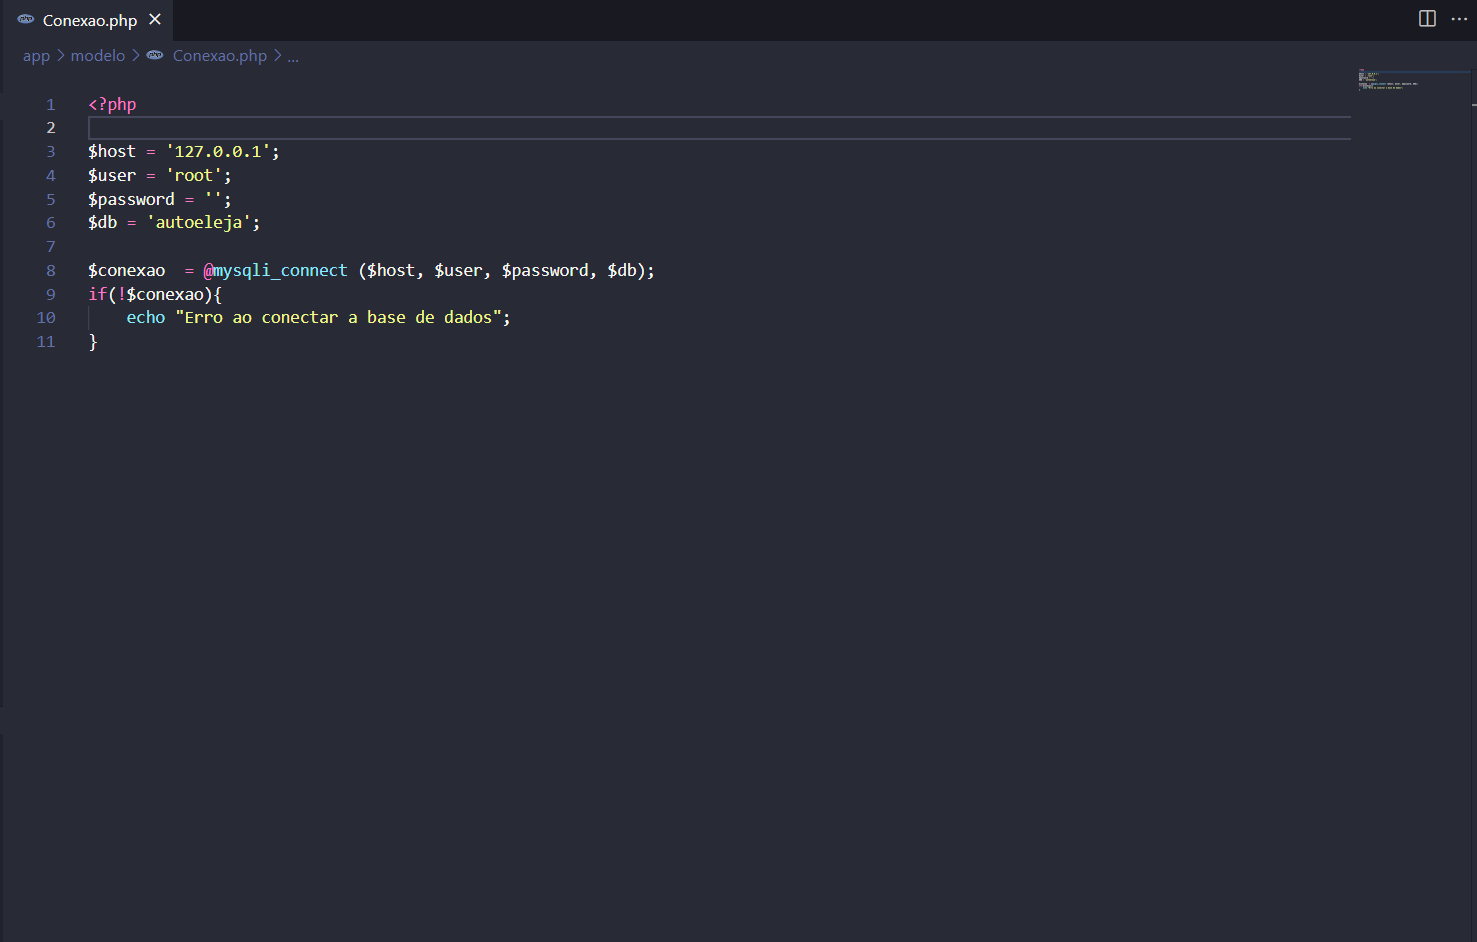 Conexao.php
app > modelo > Conexao.php > ...
1 <?php
2
3 $host = '127.0.0.1';
4 $user = 'root';
5 $password = '';
6 $db = 'autoeleja';
7
8 $conexao  = @mysqli_connect ($host, $user, $password, $db);
9 if(!$conexao){
10     echo "Erro ao conectar a base de dados";
11 }